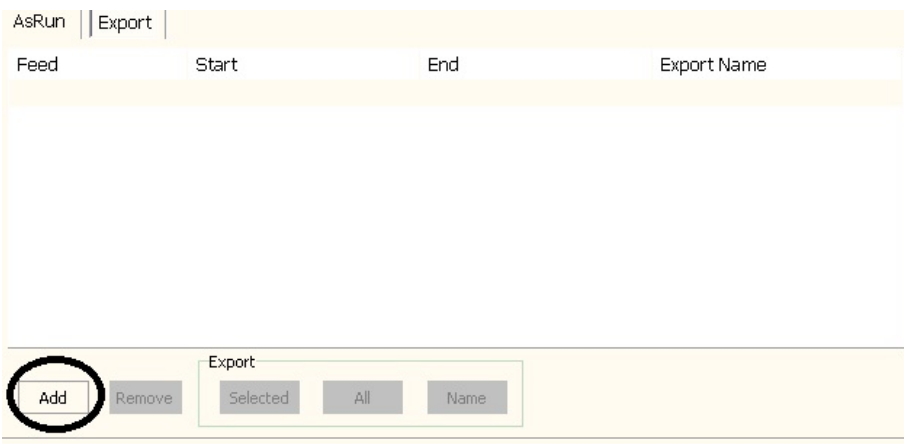 AsRun Export
Feed Start End Export Name
Export
Add Remove Selected All Name